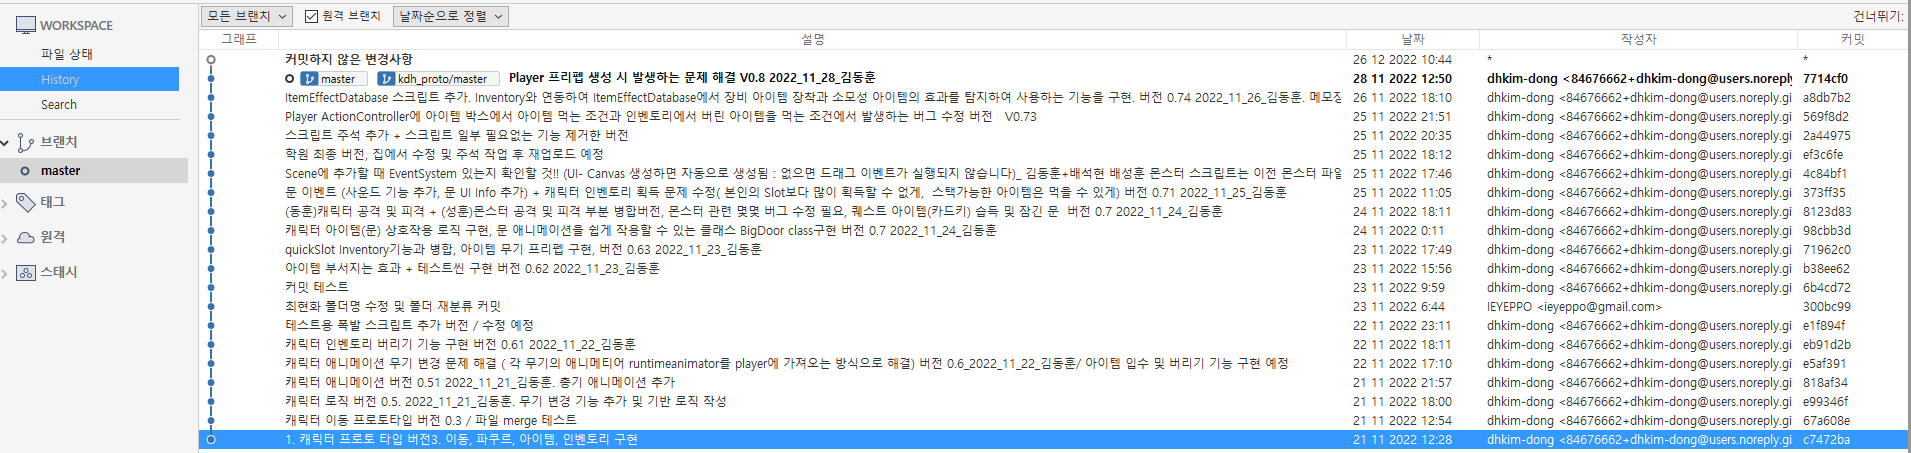 WORKSPACE
파일 상태
History
Search
브랜치
master
태그
원격
스태시
모든 브랜치 원격 브랜치 날짜순으로 정렬 건너뛰기:
그래프 설명 날짜 작성자 커밋
커밋하지 않은 변경사항 26 12 2022 10:44 * *
master kdh_proto/master Player 프리펩 생성 시 발생하는 문제 해결 V0.8 2022_11_28_김동훈 28 11 2022 12:50 dhkim-dong <84676662+dhkim-dong@users.noreply 7714cf0
ItemEffectDatabase 스크립트 추가. Inventory와 연동하여 ItemEffectDatabase에서 장비 아이템 장착과 소모성 아이템의 효과를 탐지하여 사용하는 기능을 구현. 버전 0.74 2022_11_26_김동훈. 메모장 26 11 2022 18:10 dhkim-dong <84676662+dhkim-dong@users.noreply.gi a8db7b2
Player ActionController에 아이템 박스에서 아이템 먹는 조건과 인벤토리에서 버린 아이템을 먹는 조건에서 발생하는 버그 수정 버전 V0.73 25 11 2022 21:51 dhkim-dong <84676662+dhkim-dong@users.noreply.gi 569f8d2
스크립트 주석 추가 + 스크립트 일부 필요없는 기능 제거한 버전 25 11 2022 20:35 dhkim-dong <84676662+dhkim-dong@users.noreply.gi 2a44975
학원 최종 버전, 집에서 수정 및 주석 작업 후 재업로드 예정 25 11 2022 18:12 dhkim-dong <84676662+dhkim-dong@users.noreply.gi ef3c6fe
Scene에 추가할 때 EventSystem 있는지 확인할 것!! (UI- Canvas 생성하면 자동으로 생성됨 : 없으면 드래그 이벤트가 실행되지 않습니다)_ 김동훈+배석현 배성훈 몬스터 스크립트는 이전 몬스터 파일 25 11 2022 17:46 dhkim-dong <84676662+dhkim-dong@users.noreply.gi 4c84bf1
문 이벤트 (사운드 기능 추가, 문 UI Info 추가) + 캐릭터 인벤토리 획득 문제 수정( 본인의 Slot보다 많이 획득할 수 없게, 스택가능한 아이템은 먹을 수 있게) 버전 0.71 2022_11_25_김동훈 25 11 2022 11:05 dhkim-dong <84676662+dhkim-dong@users.noreply.gi 373ff35
(동훈)캐릭터 공격 및 피격 + (성훈)몬스터 공격 및 피격 부분 병합버전, 몬스터 관련 몇몇 버그 수정 필요, 퀘스트 아이템(카드키) 습득 및 잠긴 문 버전 0.7 2022_11_24_김동훈 24 11 2022 18:11 dhkim-dong <84676662+dhkim-dong@users.noreply.gi 8123d83
캐릭터 아이템(문) 상호작용 로직 구현, 문 애니메이션을 쉽게 작용할 수 있는 클래스 BigDoor class구현 버전 0.7 2022_11_24_김동훈 24 11 2022 0:11 dhkim-dong <84676662+dhkim-dong@users.noreply.gi 98cbb3d
quickSlot Inventory기능과 병합, 아이템 무기 프리펩 구현, 버전 0.63 2022_11_23_김동훈 23 11 2022 17:49 dhkim-dong <84676662+dhkim-dong@users.noreply.gi 71962c0
아이템 부서지는 효과 + 테스트씬 구현 버전 0.62 2022_11_23_김동훈 23 11 2022 15:56 dhkim-dong <84676662+dhkim-dong@users.noreply.gi b38ee62
커밋 테스트 23 11 2022 9:59 dhkim-dong <84676662+dhkim-dong@users.noreply.gi 6b4cd72
최현화 폴더명 수정 및 폴더 재분류 커밋 23 11 2022 6:44 IEYEPPO <ieyeppo@gmail.com> 300bc99
테스트용 폭발 스크립트 추가 버전 / 수정 예정 22 11 2022 23:11 dhkim-dong <84676662+dhkim-dong@users.noreply.gi e1f894f
캐릭터 인벤토리 버리기 기능 구현 버전 0.61 2022_11_22_김동훈 22 11 2022 18:11 dhkim-dong <84676662+dhkim-dong@users.noreply.gi eb91d2b
캐릭터 애니메이션 무기 변경 문제 해결 ( 각 무기의 애니메티어 runtimeanimator를 player에 가져오는 방식으로 해결) 버전 0.6_2022_11_22_김동훈/ 아이템 입수 및 버리기 기능 구현 예정 22 11 2022 17:10 dhkim-dong <84676662+dhkim-dong@users.noreply.gi e5af391
캐릭터 애니메이션 버전 0.51 2022_11_21_김동훈. 총기 애니메이션 추가 21 11 2022 21:57 dhkim-dong <84676662+dhkim-dong@users.noreply.gi 818af34
캐릭터 로직 버전 0.5. 2022_11_21_김동훈. 무기 변경 기능 추가 및 기반 로직 작성 21 11 2022 18:00 dhkim-dong <84676662+dhkim-dong@users.noreply.gi e99346f
캐릭터 이동 프로토타입 버전 0.3 / 파일 merge 테스트 21 11 2022 12:54 dhkim-dong <84676662+dhkim-dong@users.noreply.gi 67a608e
1. 캐릭터 프로토 타입 버전3. 이동, 파쿠르, 아이템, 인벤토리 구현 21 11 2022 12:28 dhkim-dong <84676662+dhkim-dong@users.noreply.gi c7472ba